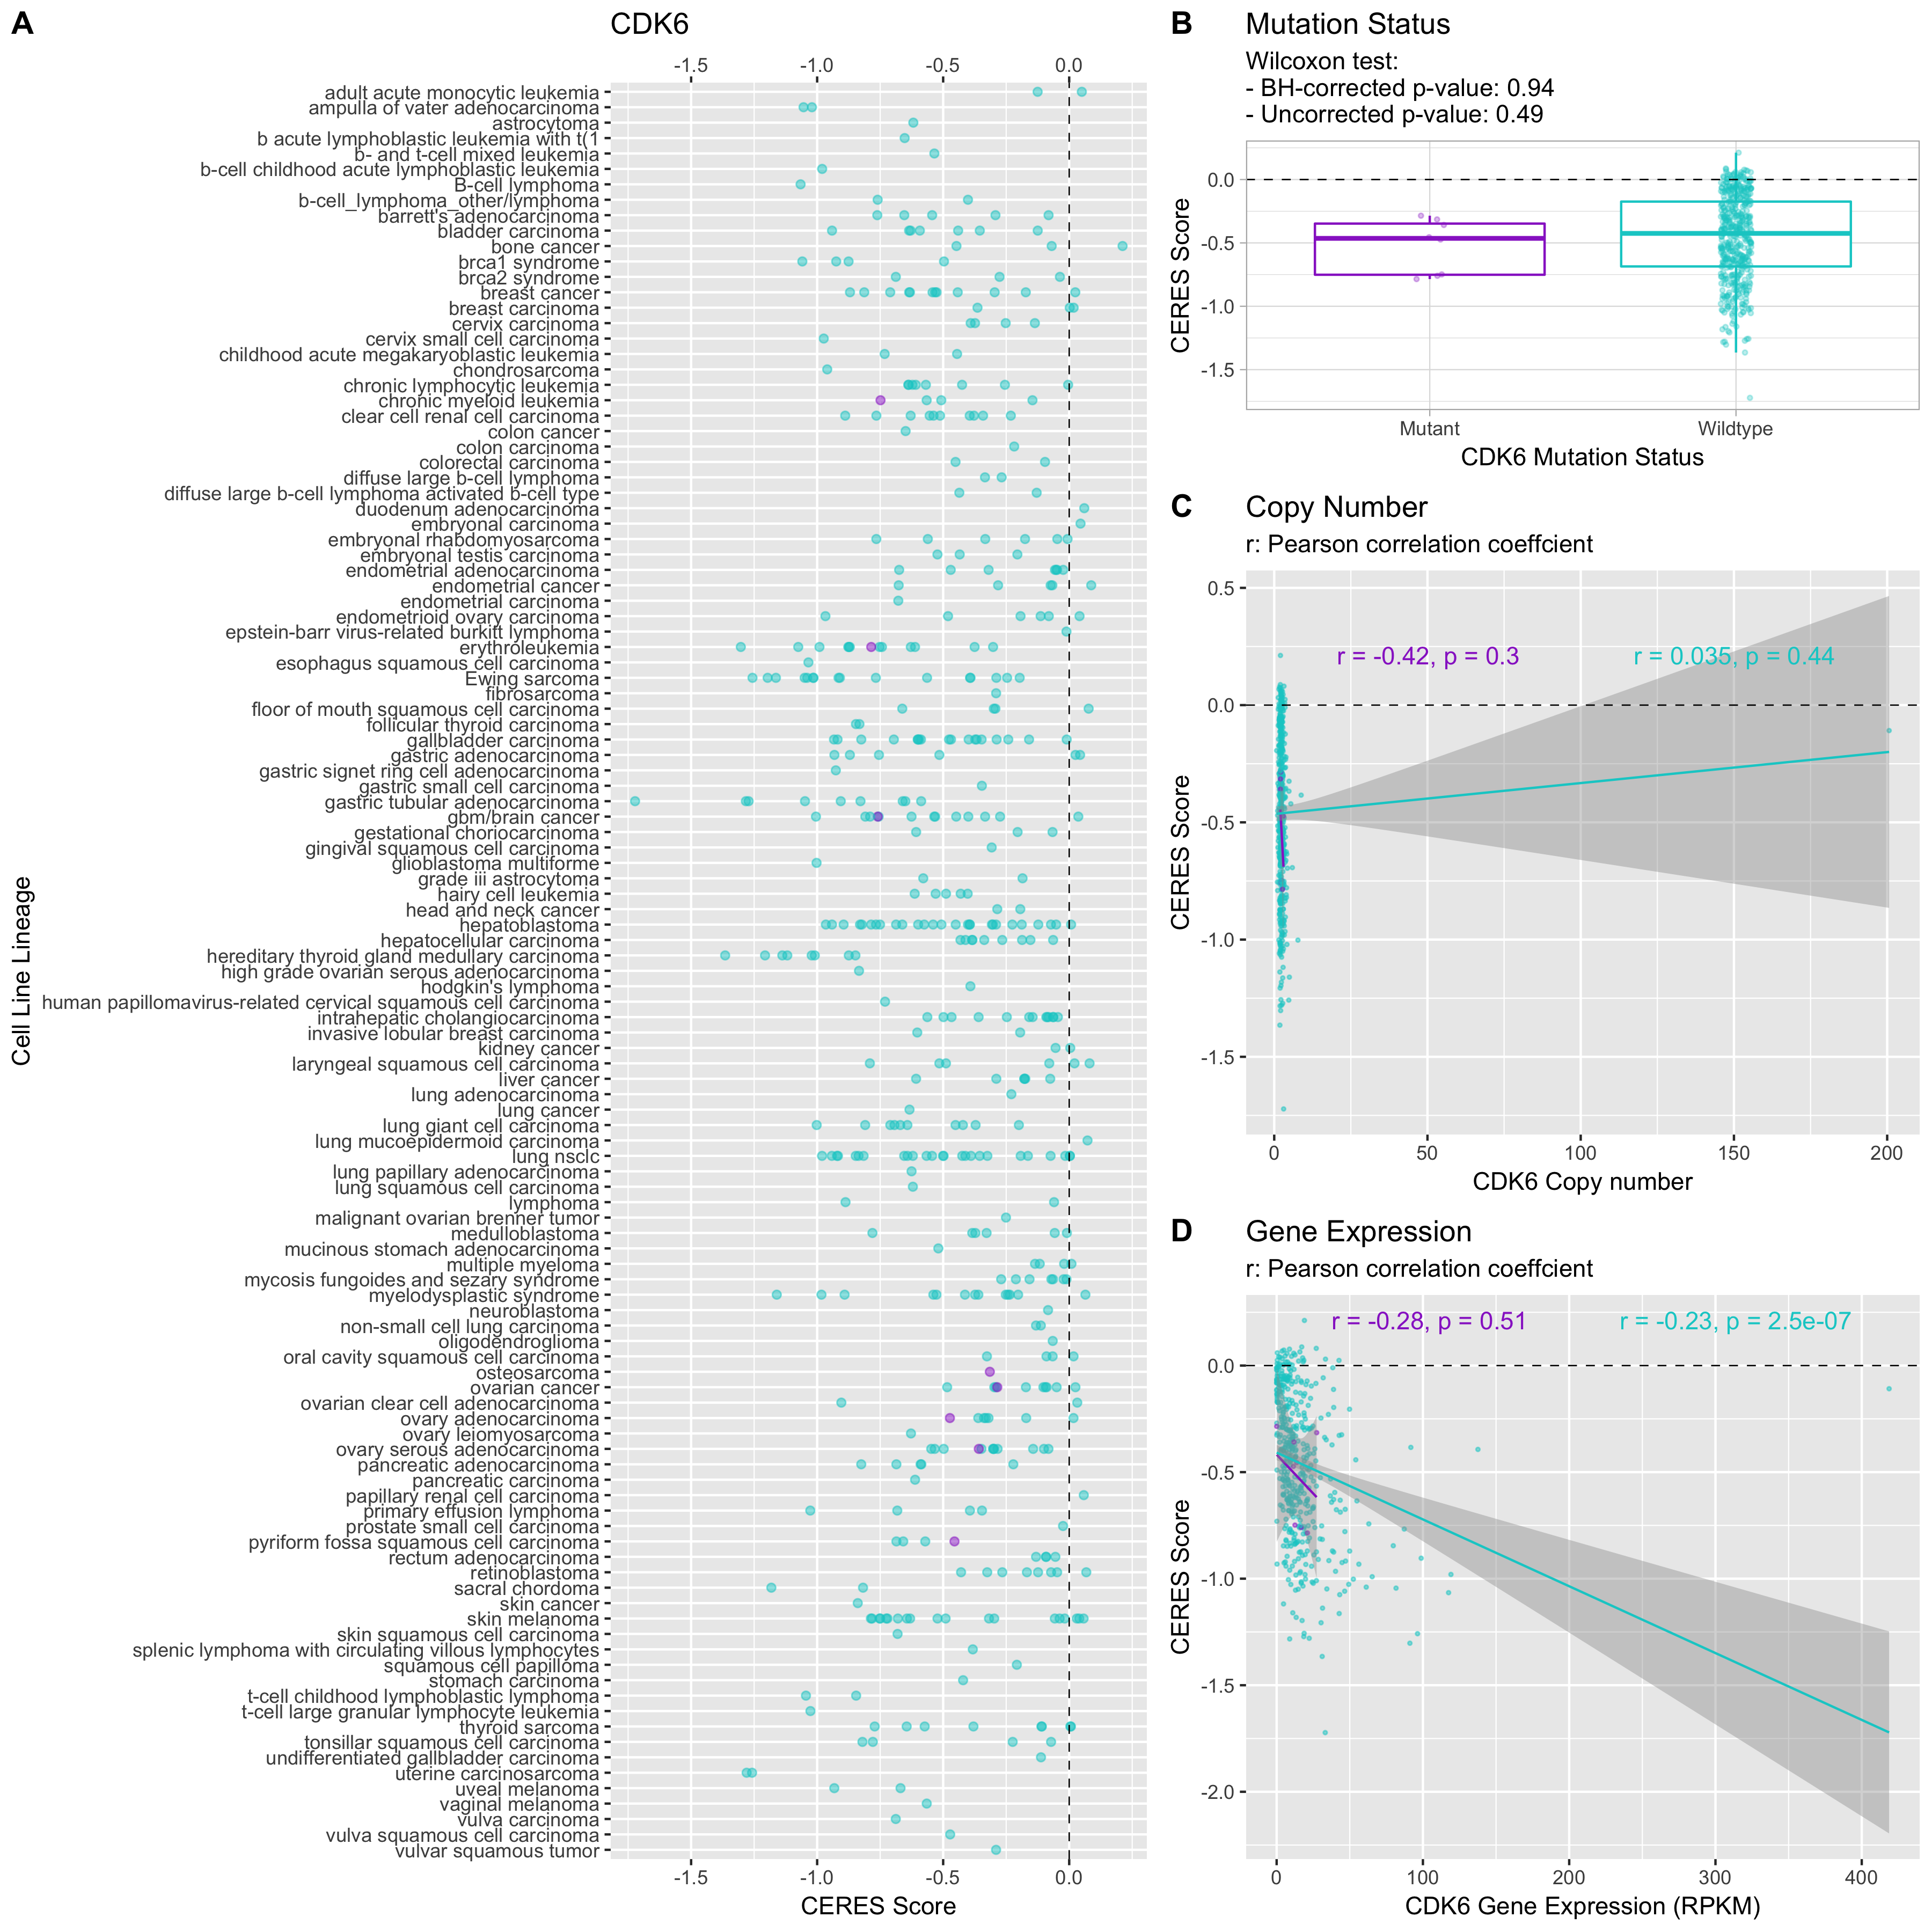 A
CDK6
-1.5 -1.0 -0.5 0.0
adult acute monocytic leukemia
ampulla of vater adenocarcinoma
astrocytoma
b acute lymphoblastic leukemia with t(1
b- and t-cell mixed leukemia
b-cell childhood acute lymphoblastic leukemia
B-cell lymphoma
b-cell_lymphoma_other/lymphoma
barrett's adenocarcinoma
bladder carcinoma
bone cancer
brca1 syndrome
brca2 syndrome
breast cancer
breast carcinoma
cervix carcinoma
cervix small cell carcinoma
childhood acute megakaryoblastic leukemia
chondrosarcoma
chronic lymphocytic leukemia
chronic myeloid leukemia
clear cell renal cell carcinoma
colon cancer
colon carcinoma
colorectal carcinoma
diffuse large b-cell lymphoma
diffuse large b-cell lymphoma activated b-cell type
duodenum adenocarcinoma
embryonal carcinoma
embryonal rhabdomyosarcoma
embryonal testis carcinoma
endometrial adenocarcinoma
endometrial cancer
endometrial carcinoma
endometrioid ovary carcinoma
epstein-barr virus-related burkitt lymphoma
erythroleukemia
esophagus squamous cell carcinoma
Ewing sarcoma
fibrosarcoma
floor of mouth squamous cell carcinoma
follicular thyroid carcinoma
gallbladder carcinoma
gastric adenocarcinoma
gastric signet ring cell adenocarcinoma
gastric small cell carcinoma
gastric tubular adenocarcinoma
gbm/brain cancer
gestational choriocarcinoma
gingival squamous cell carcinoma
glioblastoma multiforme
grade iii astrocytoma
hairy cell leukemia
head and neck cancer
hepatoblastoma
hepatocellular carcinoma
hereditary thyroid gland medullary carcinoma
high grade ovarian serous adenocarcinoma
hodgkin's lymphoma
human papillomavirus-related cervical squamous cell carcinoma
intrahepatic cholangiocarcinoma
invasive lobular breast carcinoma
kidney cancer
laryngeal squamous cell carcinoma
liver cancer
lung adenocarcinoma
lung cancer
lung giant cell carcinoma
lung mucoepidermoid carcinoma
lung nsclc
lung papillary adenocarcinoma
lung squamous cell carcinoma
lymphoma
malignant ovarian brenner tumor
medulloblastoma
mucinous stomach adenocarcinoma
multiple myeloma
mycosis fungoides and sezary syndrome
myelodysplastic syndrome
neuroblastoma
non-small cell lung carcinoma
oligodendroglioma
oral cavity squamous cell carcinoma
osteosarcoma
ovarian cancer
ovarian clear cell adenocarcinoma
ovary adenocarcinoma
ovary leiomyosarcoma
ovary serous adenocarcinoma
pancreatic adenocarcinoma
pancreatic carcinoma
papillary renal cell carcinoma
primary effusion lymphoma
prostate small cell carcinoma
pyriform fossa squamous cell carcinoma
rectum adenocarcinoma
retinoblastoma
sacral chordoma
skin cancer
skin melanoma
skin squamous cell carcinoma
splenic lymphoma with circulating villous lymphocytes
squamous cell papilloma
stomach carcinoma
t-cell childhood lymphoblastic lymphoma
t-cell large granular lymphocyte leukemia
thyroid sarcoma
tonsillar squamous cell carcinoma
undifferentiated gallbladder carcinoma
uterine carcinosarcoma
uveal melanoma
vaginal melanoma
vulva carcinoma
vulva squamous cell carcinoma
vulvar squamous tumor
-1.5 -1.0 -0.5 0.0
CERES Score
Cell Line Lineage
B
Mutation Status
Wilcoxon test:
- BH-corrected p-value: 0.94
- Uncorrected p-value: 0.49
0.0
-0.5
-1.0
-1.5
CERES Score
Mutant Wildtype
CDK6 Mutation Status
C
Copy Number
r: Pearson correlation coeffcient
r = -0.42, p = 0.3
r = 0.035, p = 0.44
0.5
0.0
-0.5
-1.0
-1.5
CERES Score
0 50 100 150 200
CDK6 Copy number
D
Gene Expression
r: Pearson correlation coeffcient
r = -0.28, p = 0.51
r = -0.23, p = 2.5e-07
0.0
-0.5
-1.0
-1.5
-2.0
CERES Score
0 100 200 300 400
CDK6 Gene Expression (RPKM)